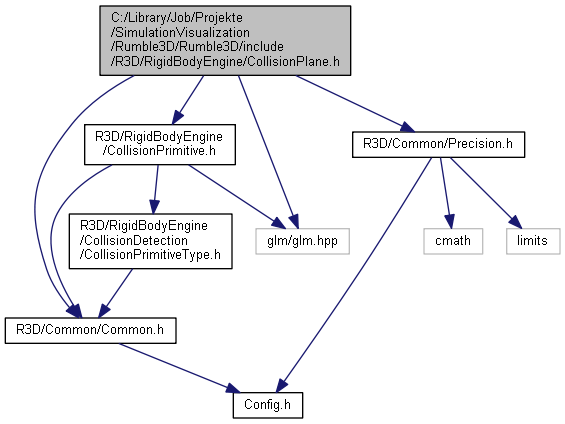 C:/Library/Job/Projekte
/SimulationVisualization
/Rumble3D/Rumble3D/include
/R3D/RigidBodyEngine/CollisionPlane.h
R3D/RigidBodyEngine
/CollisionPrimitive.h
R3D/Common/Precision.h
R3D/RigidBodyEngine
/CollisionDetection
/CollisionPrimitiveType.h
glm/glm.hpp
cmath
limits
R3D/Common/Common.h
Config.h